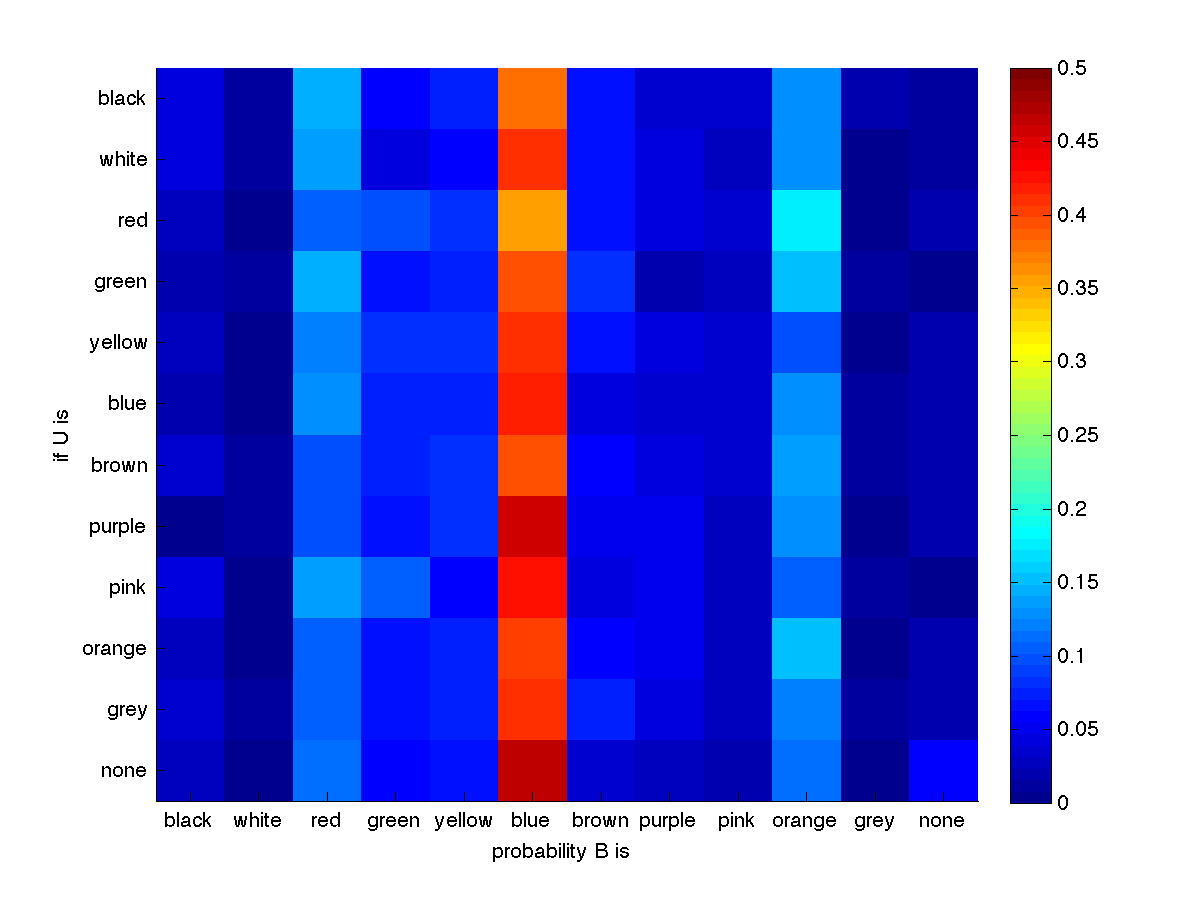 black
white
red
green
yellow
blue
brown
purple
pink
orange
grey
none
if U is
black white red green yellow blue brown purple pink orange grey none
probability B is
0.5
0.45
0.4
0.35
0.3
0.25
0.2
0.15
0.1
0.05
0